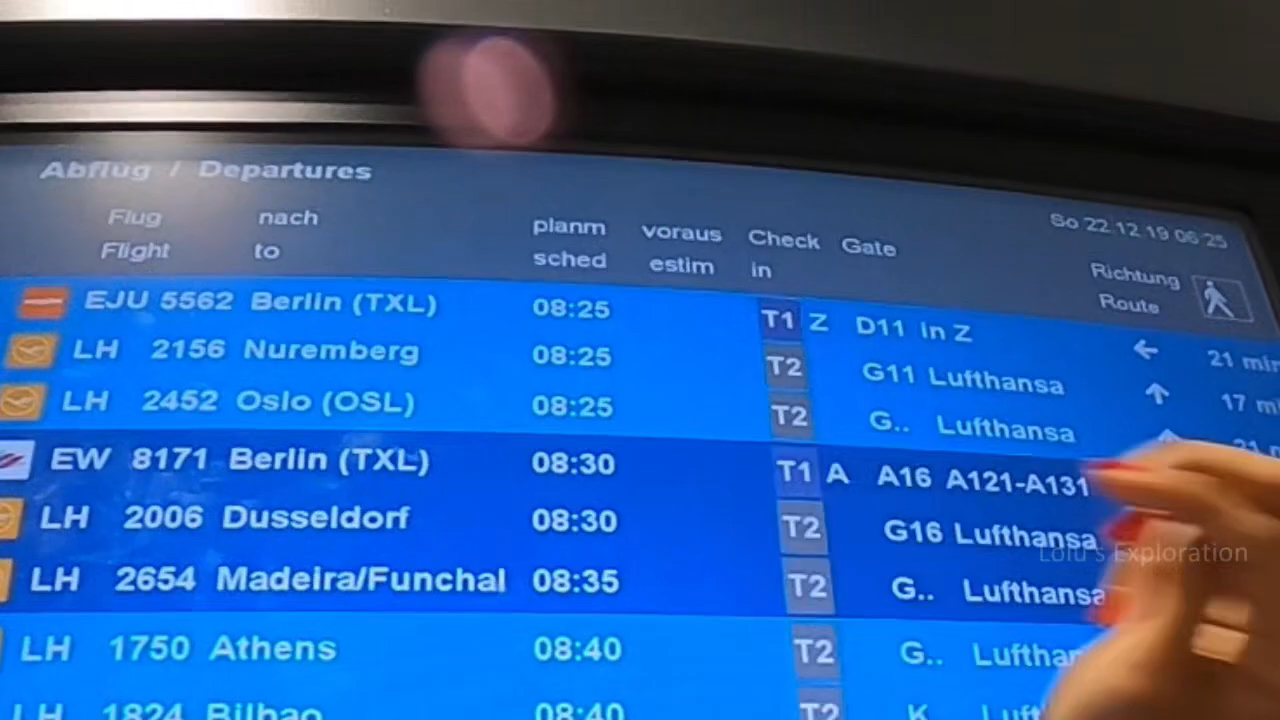 Abflug / Departures
So 22.12.19 06:25
Flug nach planm voraus Check Gate Richtung
Flight to sched estim in Route
EJU 5562 Berlin (TXL) 08:25 T1 Z D11 in Z 21 min
LH 2156 Nuremberg 08:25 T2 G11 Lufthansa 17 mi
LH 2452 Oslo (OSL) 08:25 T2 G.. Lufthansa
EW 8171 Berlin (TXL) 08:30 T1 A A16 A121-A131
LH 2006 Dusseldorf 08:30 T2 G16 Lufthansa
LH 2654 Madeira/Funchal 08:35 T2 G.. Lufthansa
LH 1750 Athens 08:40 T2 G.. Lufthan
LH 1824 Bilbao 08:40 T2 K Luft
Lolu's Exploration